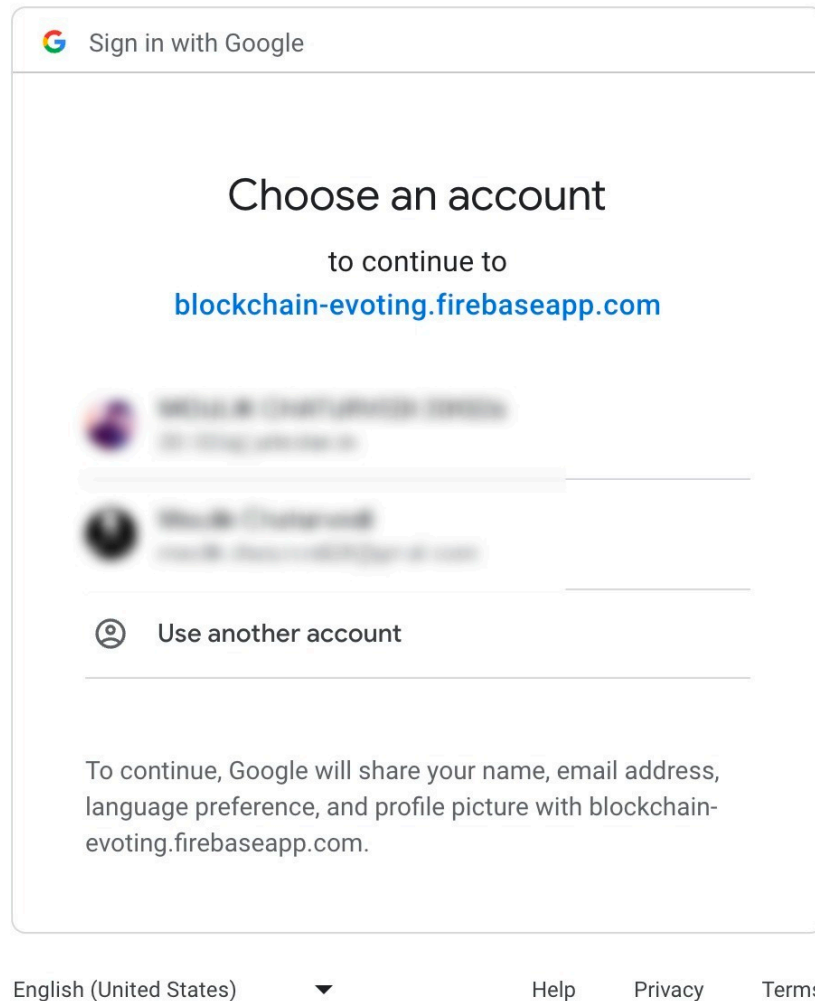 Sign in with Google
Choose an account
to continue to
blockchain-evoting.firebaseapp.com
Use another account
To continue, Google will share your name, email address,
language preference, and profile picture with blockchain-
evoting.firebaseapp.com.
English (United States) Help Privacy Terms